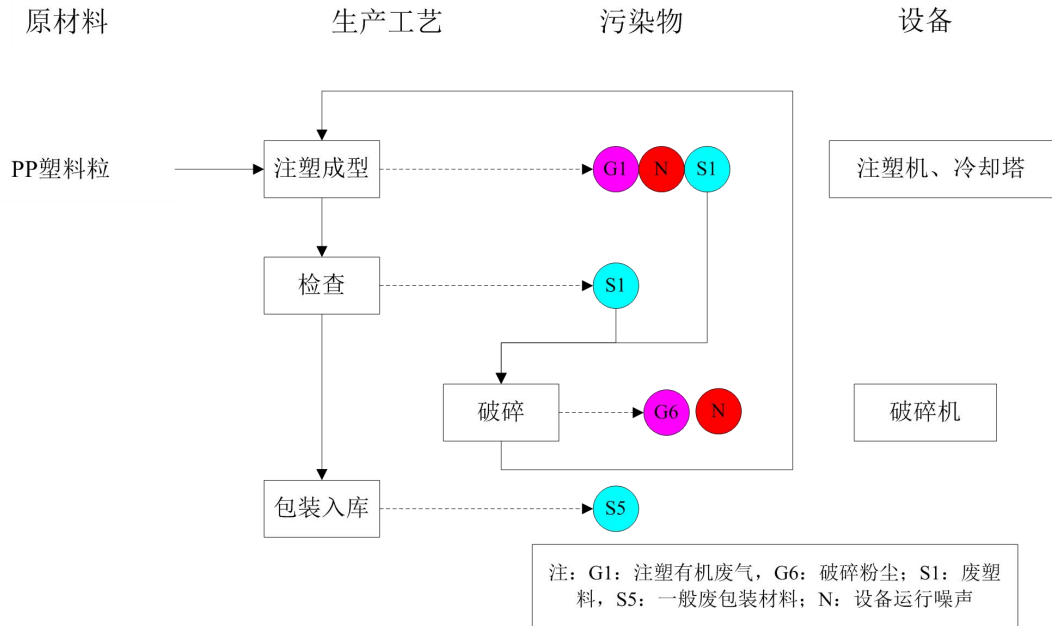 原材料 生产工艺 污染物 设备
PP塑料粒 注塑成型 G1 N S1 注塑机、冷却塔
检查 S1
破碎 G6 N 破碎机
包装入库 S5
注：G1：注塑有机废气，G6：破碎粉尘；S1：废塑
料，S5：一般废包装材料；N：设备运行噪声